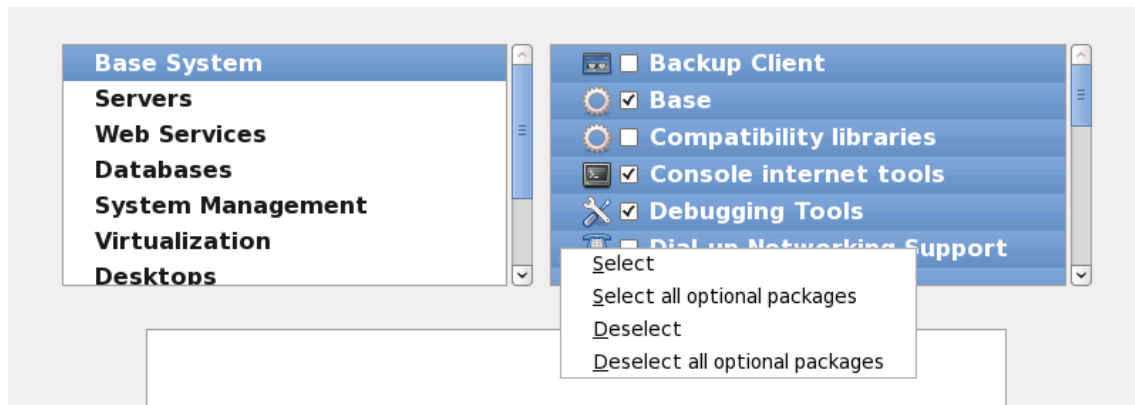 Base System
Servers
Web Services
Databases
System Management
Virtualization
Desktops
Backup Client
Base
Compatibility libraries
Console internet tools
Debugging Tools
Dial-up Networking Support
Select
Select all optional packages
Deselect
Deselect all optional packages